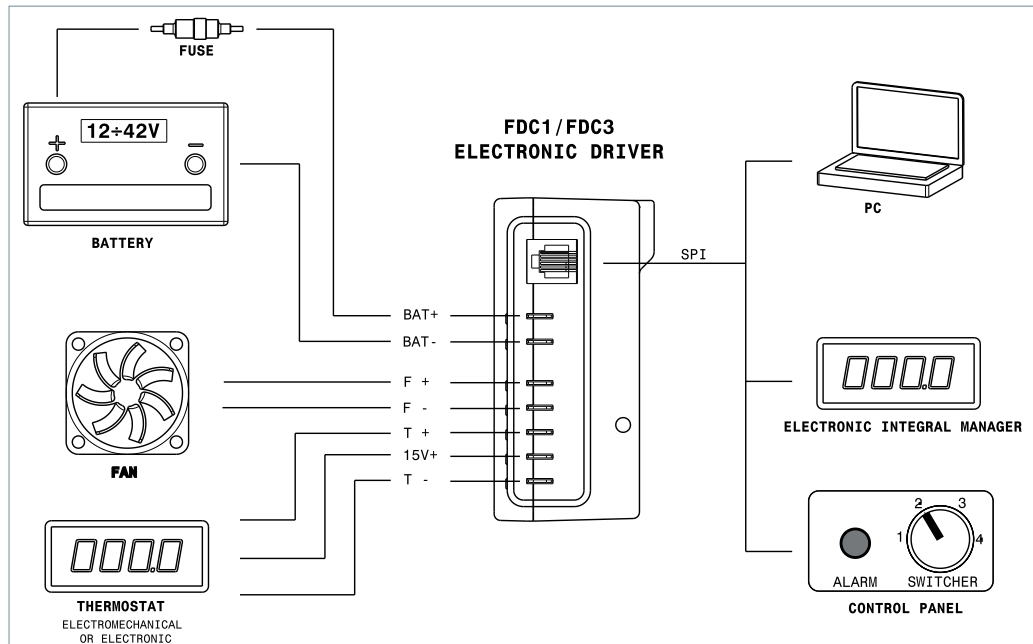 FUSE
12÷42V
+ −
BATTERY
FDC1/FDC3
ELECTRONIC DRIVER
PC
SPI
BAT+
BAT-
F +
F -
T +
15V+
T -
FAN
000.0
ELECTRONIC INTEGRAL MANAGER
000.0
THERMOSTAT
ELECTROMECHANICAL
OR ELECTRONIC
1 2 3 4
ALARM SWITCHER
CONTROL PANEL